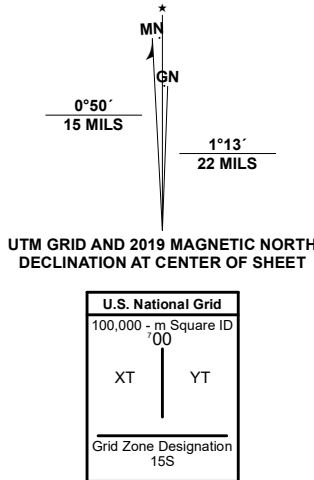 ★
MN
GN
0°50´
15 MILS
1°13´
22 MILS
UTM GRID AND 2019 MAGNETIC NORTH
DECLINATION AT CENTER OF SHEET
U.S. National Grid
100,000 - m Square ID
⁷00
XT YT
Grid Zone Designation
15S